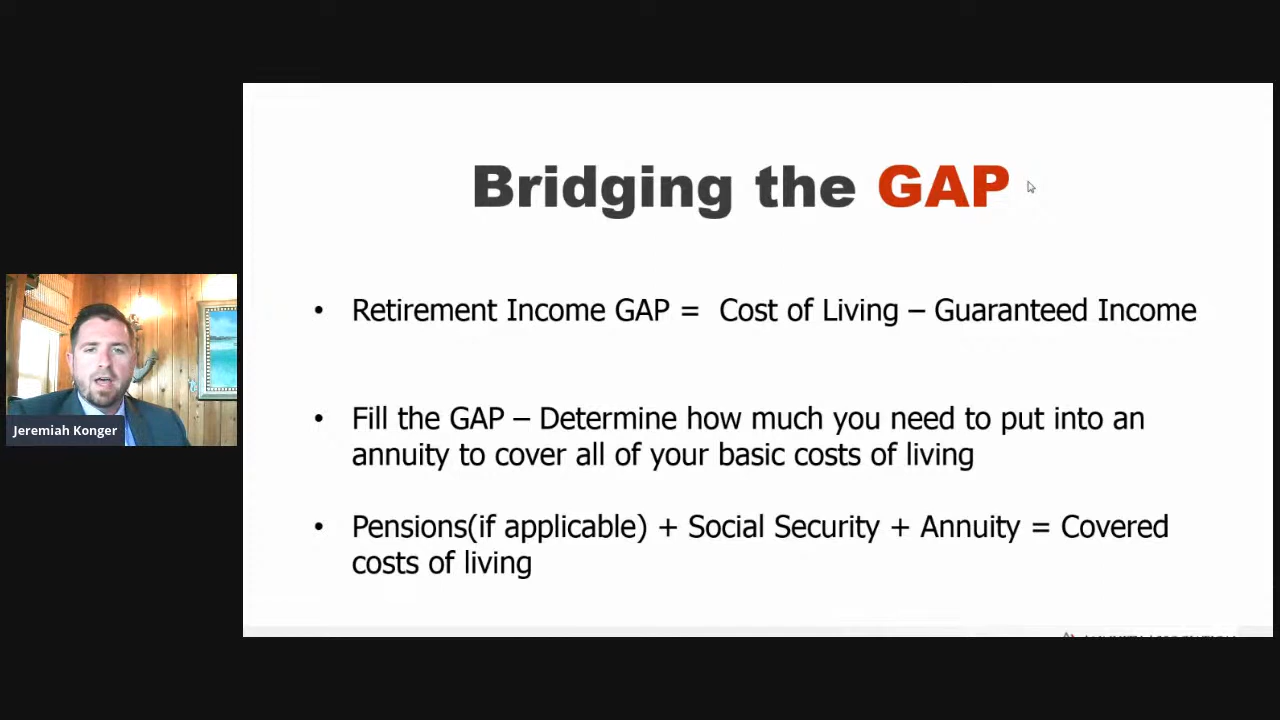 Bridging the GAP
• Retirement Income GAP = Cost of Living – Guaranteed Income
• Fill the GAP – Determine how much you need to put into an
annuity to cover all of your basic costs of living
• Pensions(if applicable) + Social Security + Annuity = Covered
costs of living
Jeremiah Konger